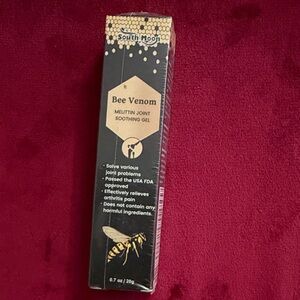 South Moon
Bee Venom
MELITTIN JOINT
SOOTHING GEL
• Solve various
joint problems
• Passed the USA FDA
approved
• Effectively relieves
arthritis pain
• Does not contain any
harmful ingredients.
0.7 oz / 20g